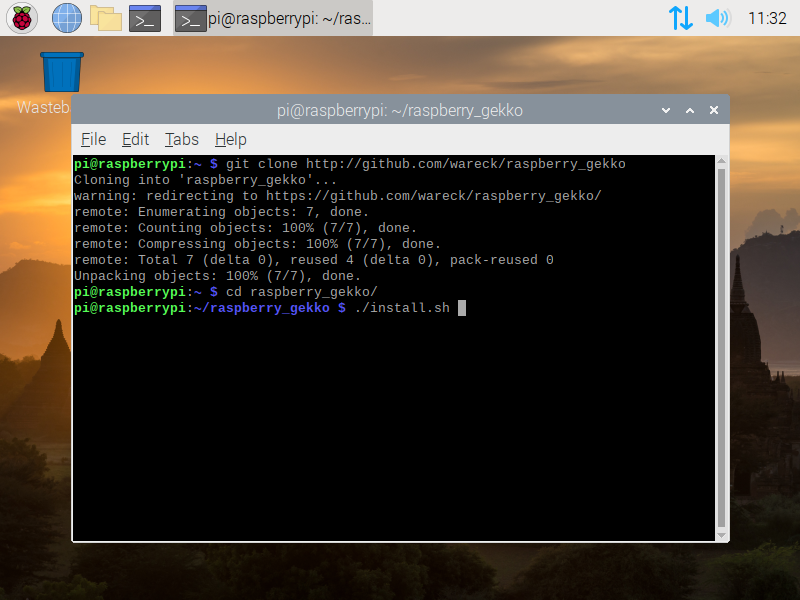 pi@raspberrypi: ~/ras...
11:32
Wasteb
pi@raspberrypi: ~/raspberry_gekko
File Edit Tabs Help
pi@raspberrypi:~ $ git clone http://github.com/wareck/raspberry_gekko
Cloning into 'raspberry_gekko'...
warning: redirecting to https://github.com/wareck/raspberry_gekko/
remote: Enumerating objects: 7, done.
remote: Counting objects: 100% (7/7), done.
remote: Compressing objects: 100% (7/7), done.
remote: Total 7 (delta 0), reused 4 (delta 0), pack-reused 0
Unpacking objects: 100% (7/7), done.
pi@raspberrypi:~ $ cd raspberry_gekko/
pi@raspberrypi:~/raspberry_gekko $ ./install.sh